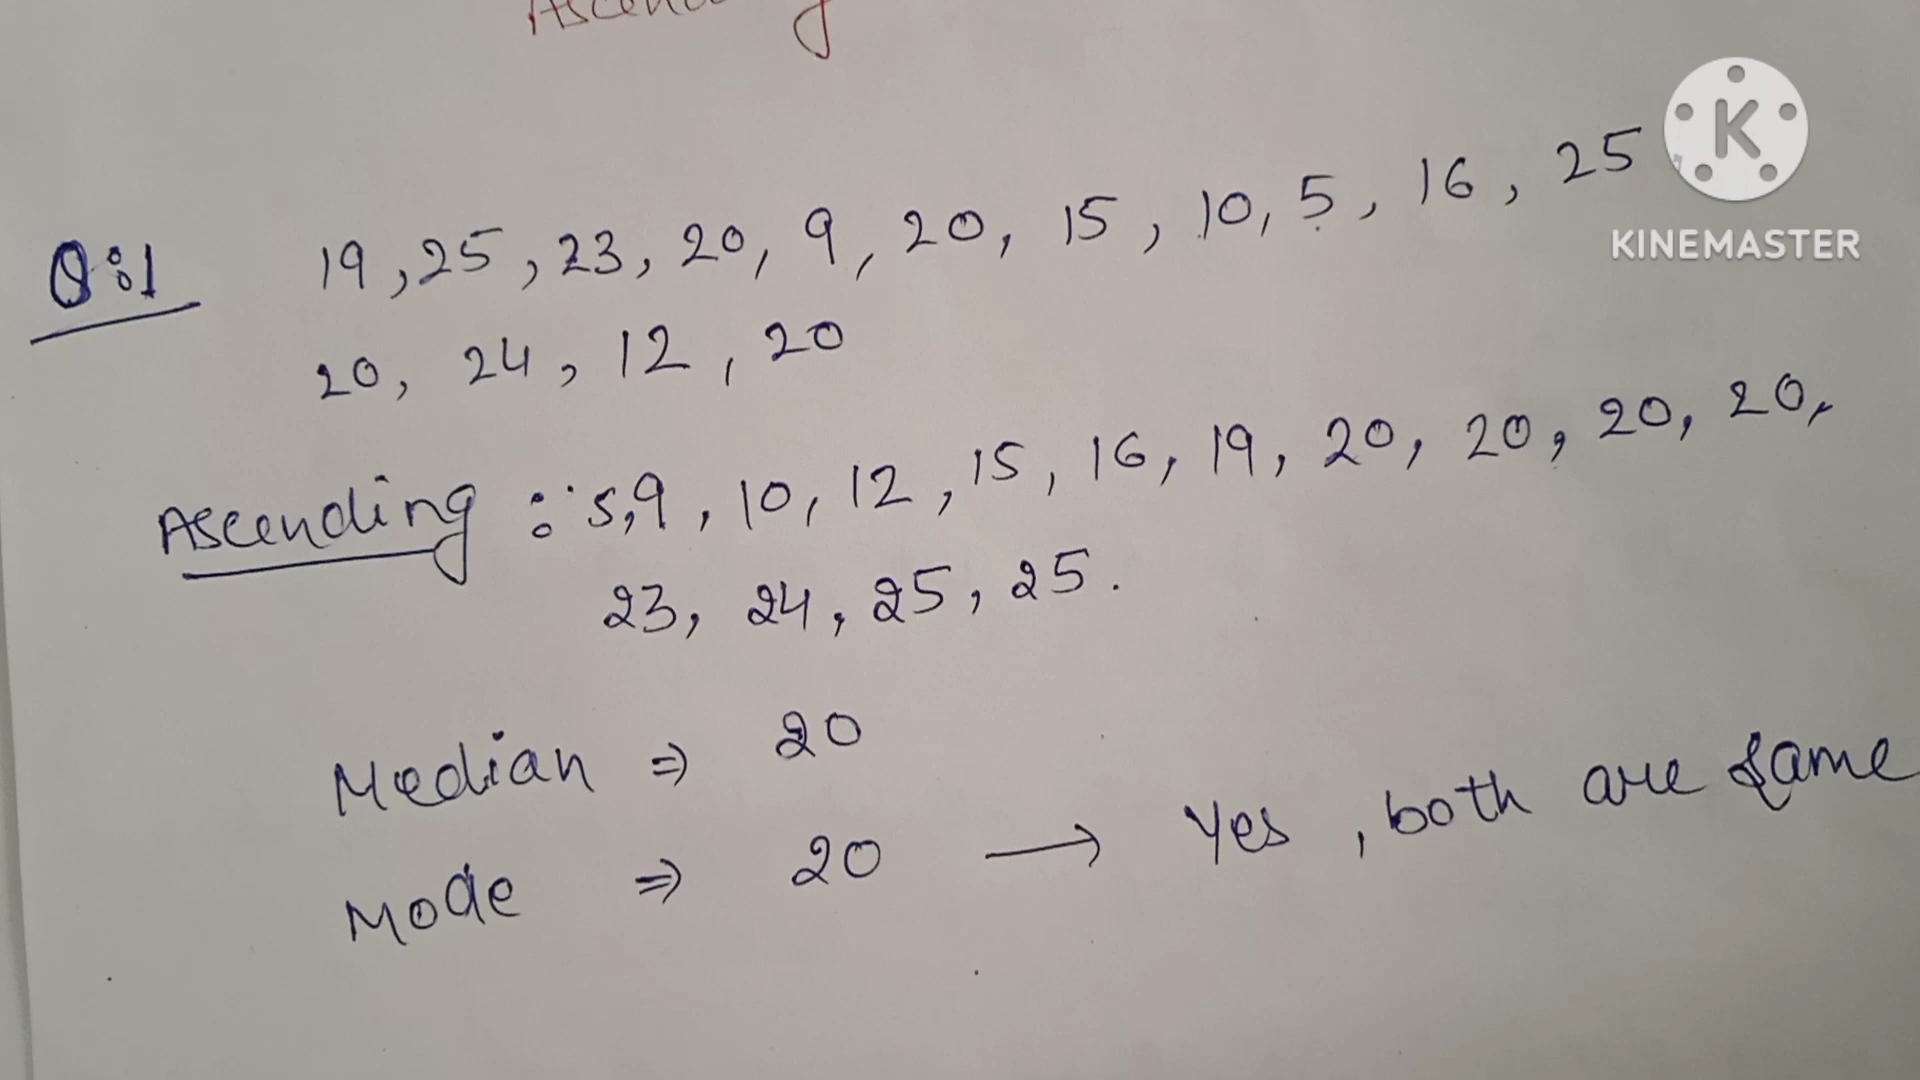 Ascending
K
KINEMASTER
Q:1 19, 25, 23, 20, 9, 20, 15, 10, 5, 16, 25
20, 24, 12, 20
Ascending : 5, 9, 10, 12, 15, 16, 19, 20, 20, 20, 20,
23, 24, 25, 25.
Median ⇒ 20
Mode ⇒ 20 → Yes, both are same